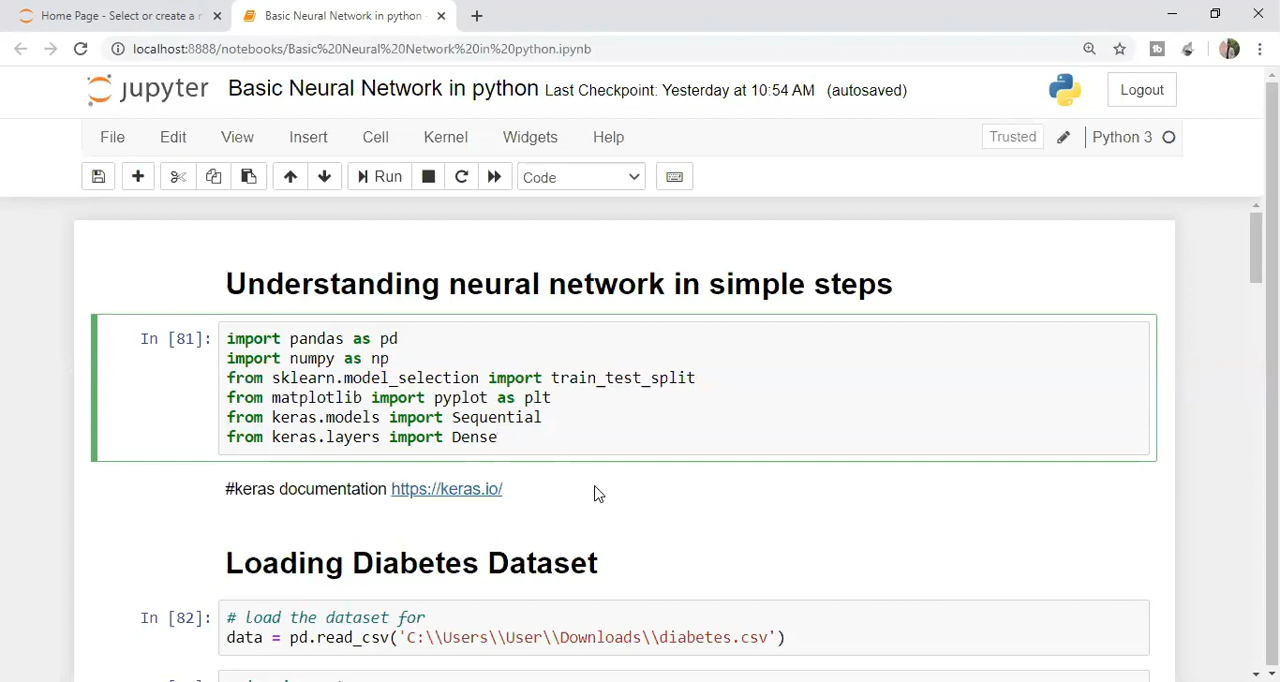 Home Page - Select or create a n
Basic Neural Network in python
localhost:8888/notebooks/Basic%20Neural%20Network%20in%20python.ipynb
tb
jupyter Basic Neural Network in python Last Checkpoint: Yesterday at 10:54 AM (autosaved)
Logout
File Edit View Insert Cell Kernel Widgets Help
Trusted Python 3
Run Code
Understanding neural network in simple steps
In [81]: import pandas as pd
import numpy as np
from sklearn.model_selection import train_test_split
from matplotlib import pyplot as plt
from keras.models import Sequential
from keras.layers import Dense
#keras documentation https://keras.io/
Loading Diabetes Dataset
In [82]: # load the dataset for
data = pd.read_csv('C:\\Users\\User\\Downloads\\diabetes.csv')